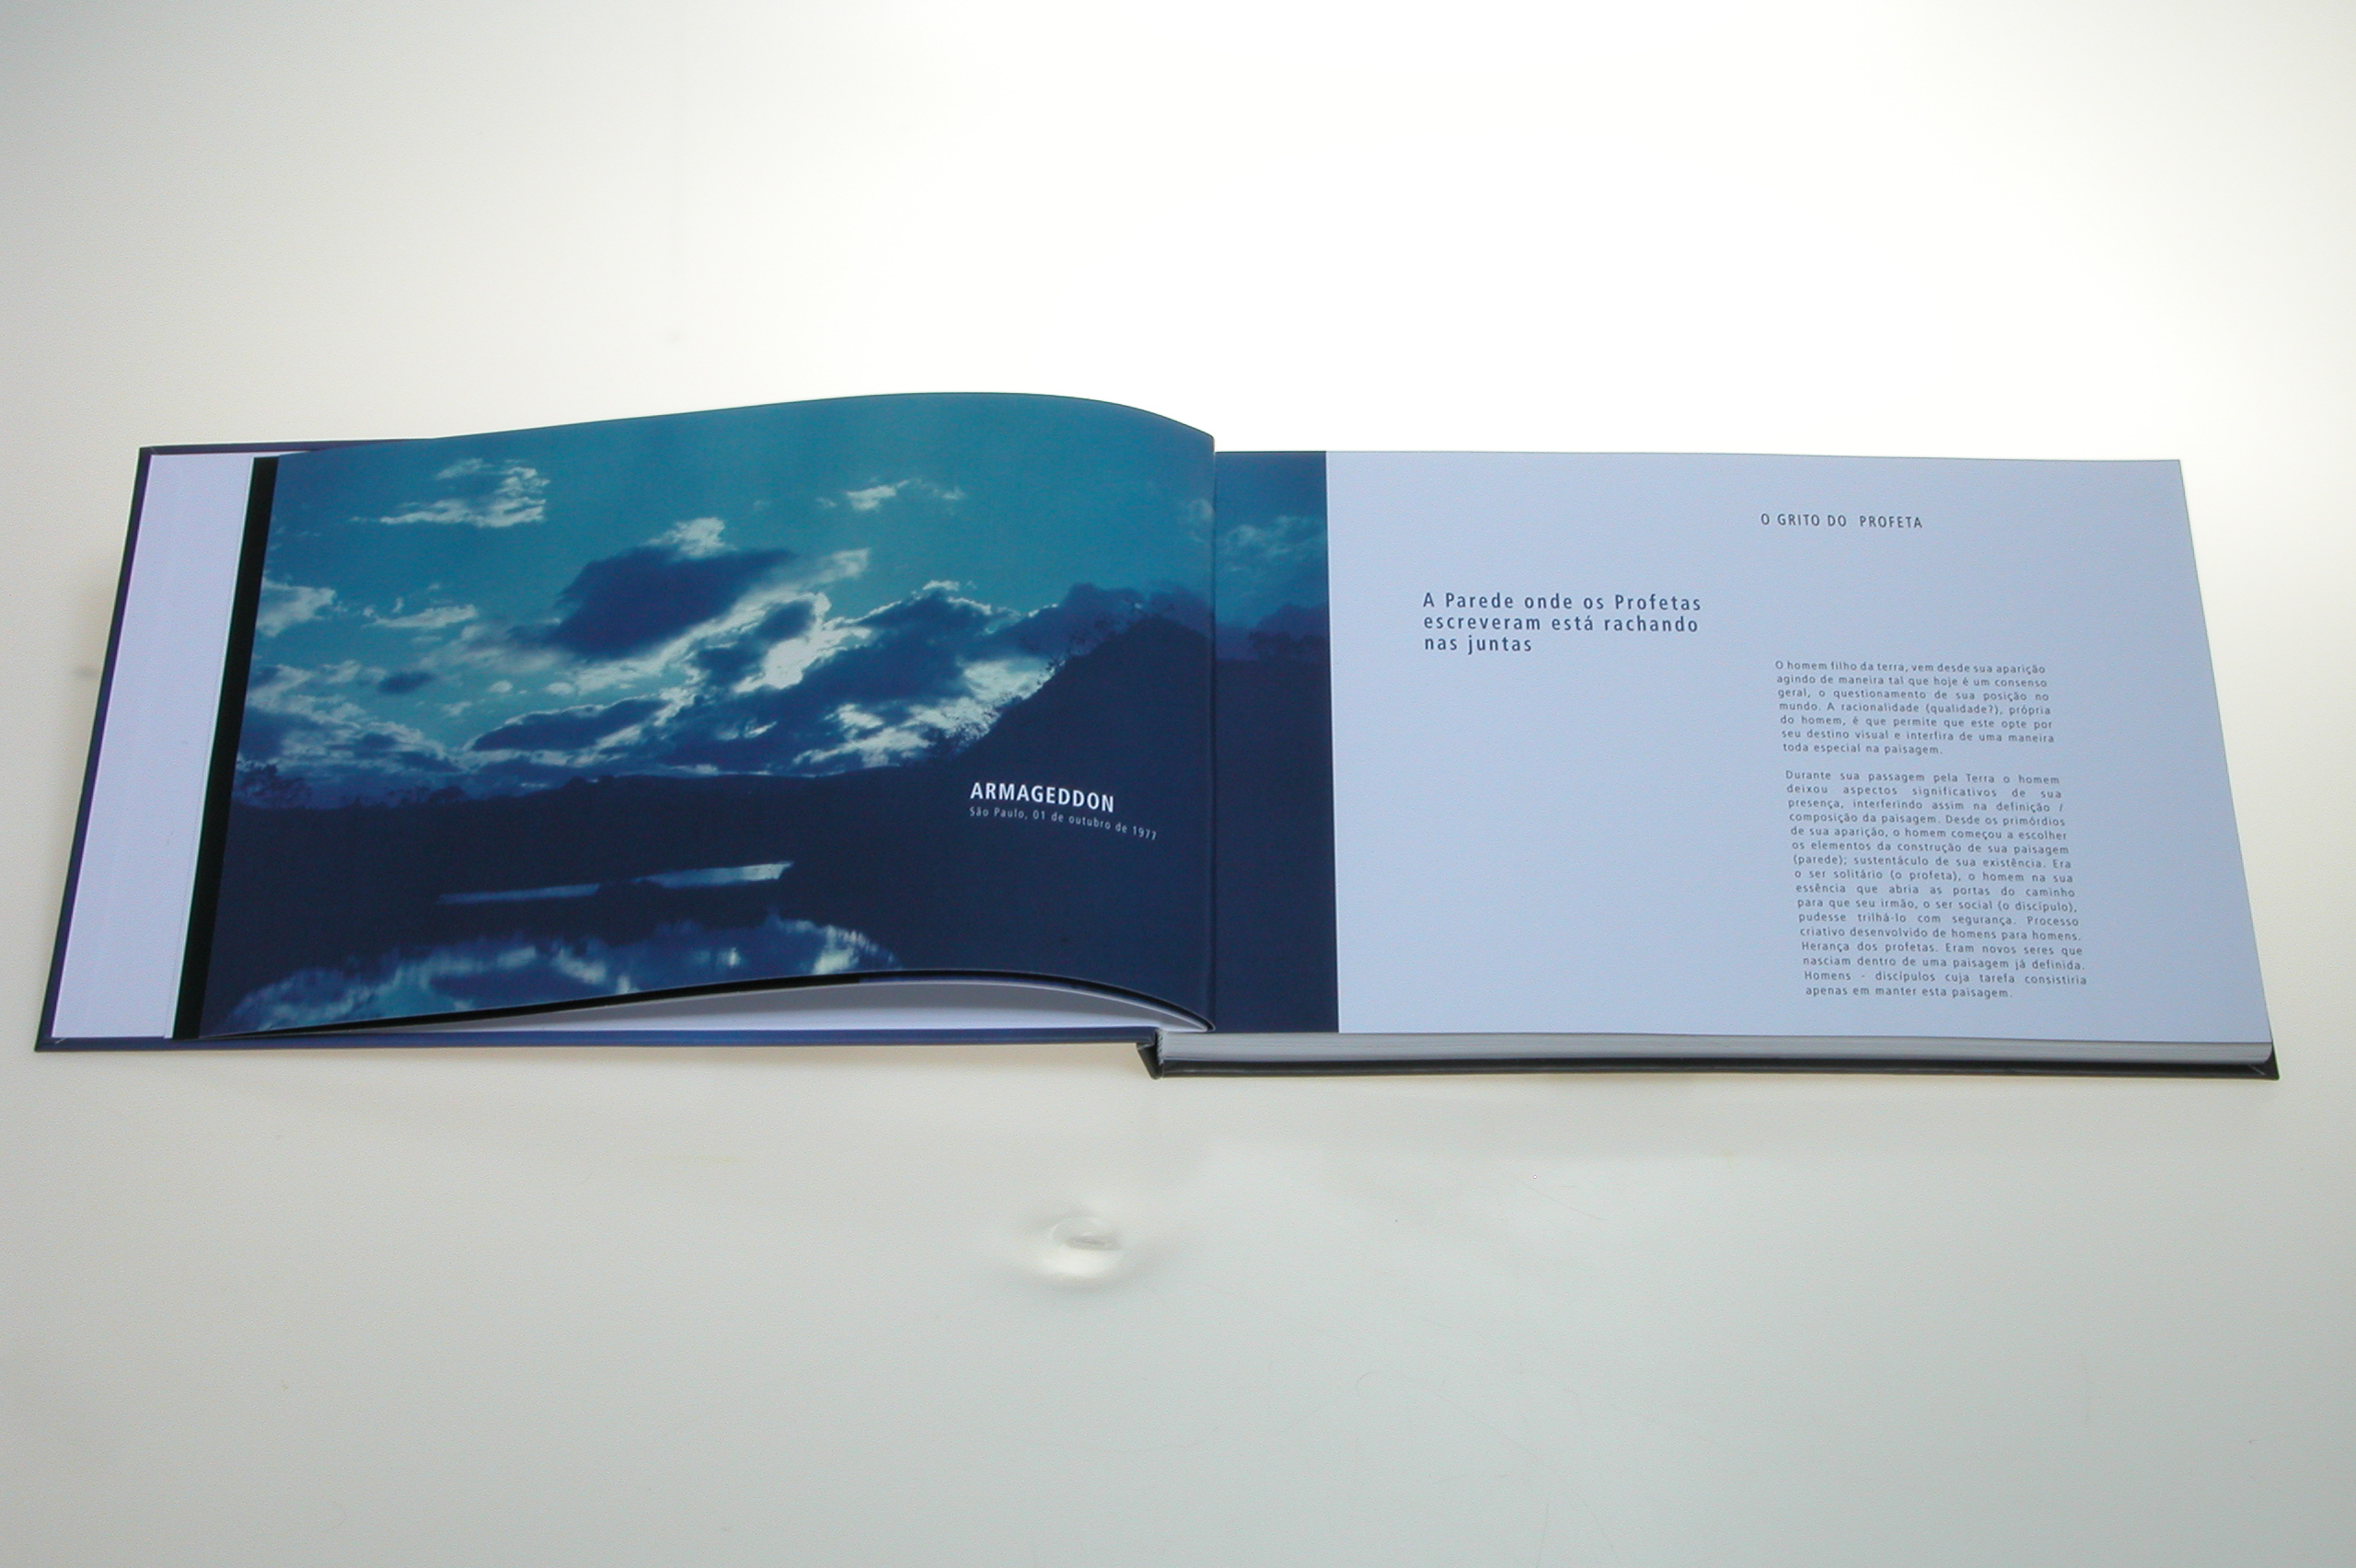 ARMAGEDDON
São Paulo, 01 de outubro de 1977
O GRITO DO PROFETA
A Parede onde os Profetas
escreveram está rachando
nas juntas
O homem filho da terra, vem desde sua aparição
agindo de maneira tal que hoje é um consenso
geral, o questionamento de sua posição no
mundo. A racionalidade (qualidade?), própria
do homem, é que permite que este opte por
seu destino visual e interfira de uma maneira
toda especial na paisagem.
Durante sua passagem pela Terra o homem
deixou aspectos significativos de sua
presença, interferindo assim na definição /
composição da paisagem. Desde os primórdios
de sua aparição, o homem começou a escolher
os elementos da construção de sua paisagem
(parede); sustentáculo de sua existência. Era
o ser solitário (o profeta), o homem na sua
essência que abria as portas do caminho
para que seu irmão, o ser social (o discípulo),
pudesse trilhá-lo com segurança. Processo
criativo desenvolvido de homens para homens.
Herança dos profetas. Eram novos seres que
nasciam dentro de uma paisagem já definida.
Homens - discípulos cuja tarefa consistiria
apenas em manter esta paisagem.